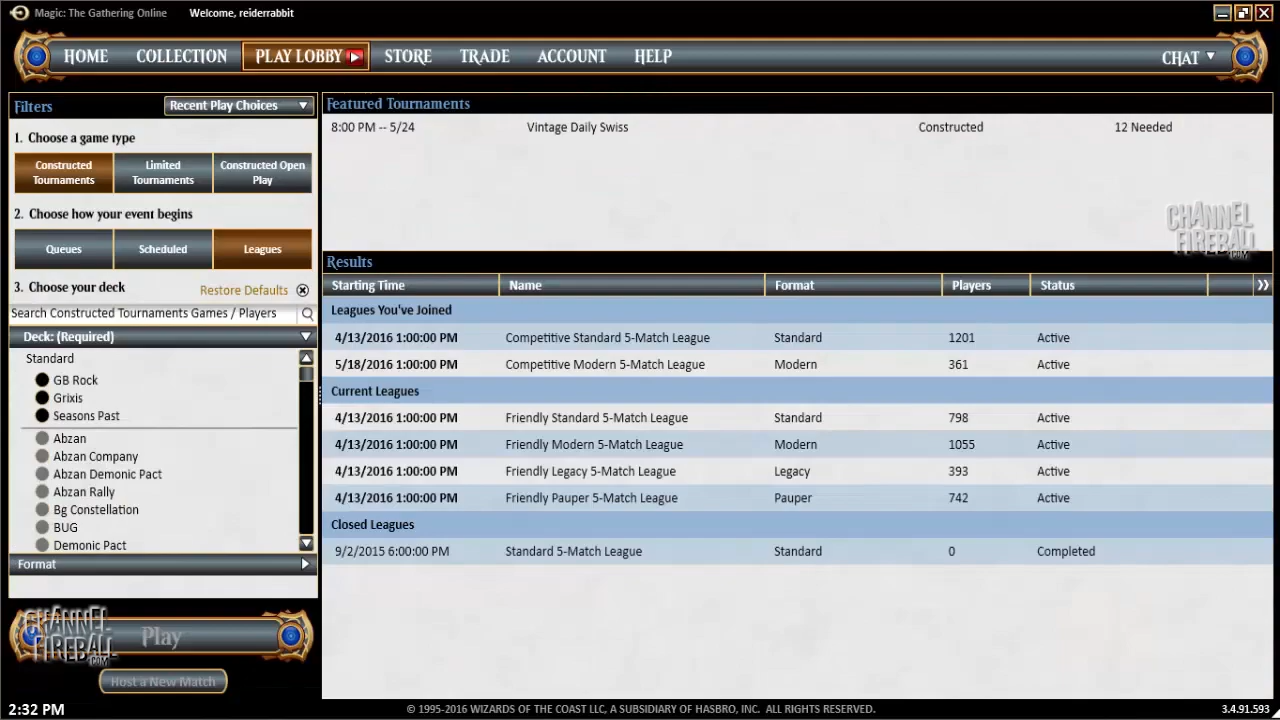 Magic: The Gathering Online Welcome, reiderrabbit
HOME COLLECTION PLAY LOBBY STORE TRADE ACCOUNT HELP CHAT
Filters Recent Play Choices
1. Choose a game type
Constructed Tournaments Limited Tournaments Constructed Open Play
2. Choose how your event begins
Queues Scheduled Leagues
3. Choose your deck Restore Defaults
Search Constructed Tournaments Games / Players
Deck: (Required)
Standard
GB Rock
Grixis
Seasons Past
Abzan
Abzan Company
Abzan Demonic Pact
Abzan Rally
Bg Constellation
BUG
Demonic Pact
Format
CHANNEL
FIREBALL
.COM
Play
Host a New Match
2:32 PM
Featured Tournaments
8:00 PM -- 5/24 Vintage Daily Swiss Constructed 12 Needed
CHANNEL
FIREBALL
.COM
Results
Starting Time Name Format Players Status
Leagues You've Joined
4/13/2016 1:00:00 PM Competitive Standard 5-Match League Standard 1201 Active
5/18/2016 1:00:00 PM Competitive Modern 5-Match League Modern 361 Active
Current Leagues
4/13/2016 1:00:00 PM Friendly Standard 5-Match League Standard 798 Active
4/13/2016 1:00:00 PM Friendly Modern 5-Match League Modern 1055 Active
4/13/2016 1:00:00 PM Friendly Legacy 5-Match League Legacy 393 Active
4/13/2016 1:00:00 PM Friendly Pauper 5-Match League Pauper 742 Active
Closed Leagues
9/2/2015 6:00:00 PM Standard 5-Match League Standard 0 Completed
© 1995-2016 WIZARDS OF THE COAST LLC, A SUBSIDIARY OF HASBRO, INC. ALL RIGHTS RESERVED. 3.4.91.593